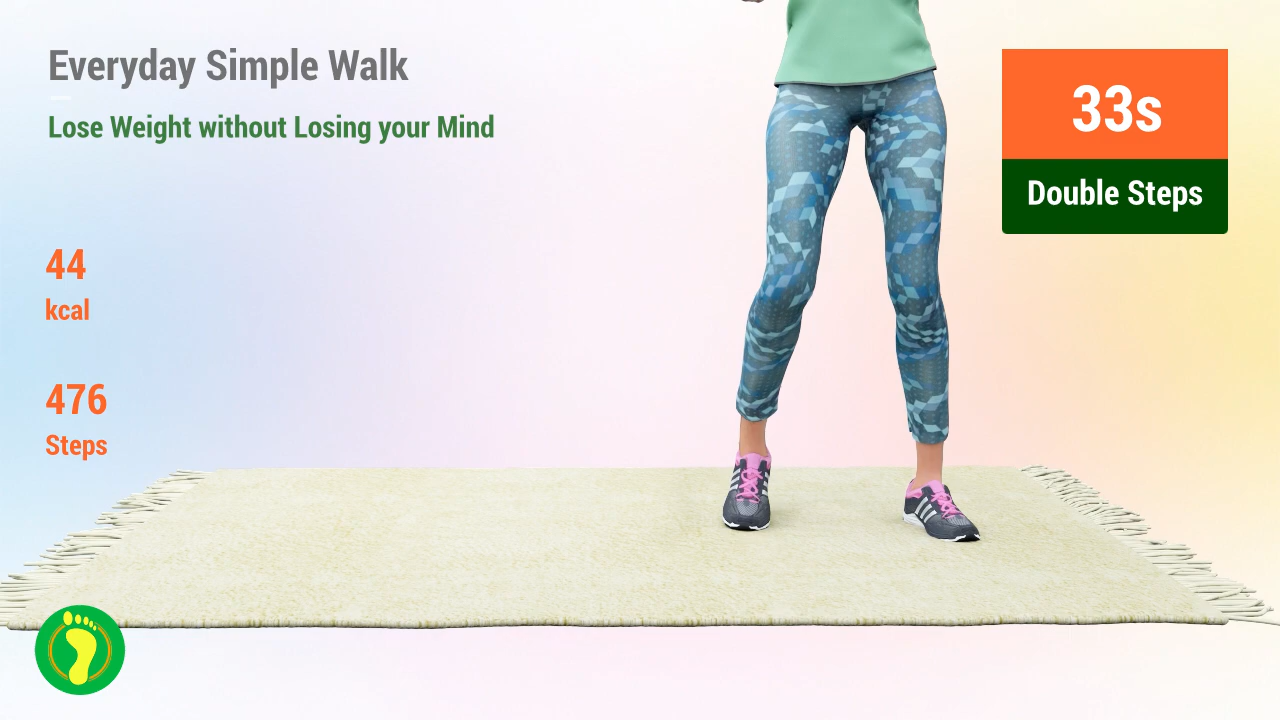 Everyday Simple Walk
Lose Weight without Losing your Mind
33s
Double Steps
44
kcal
476
Steps